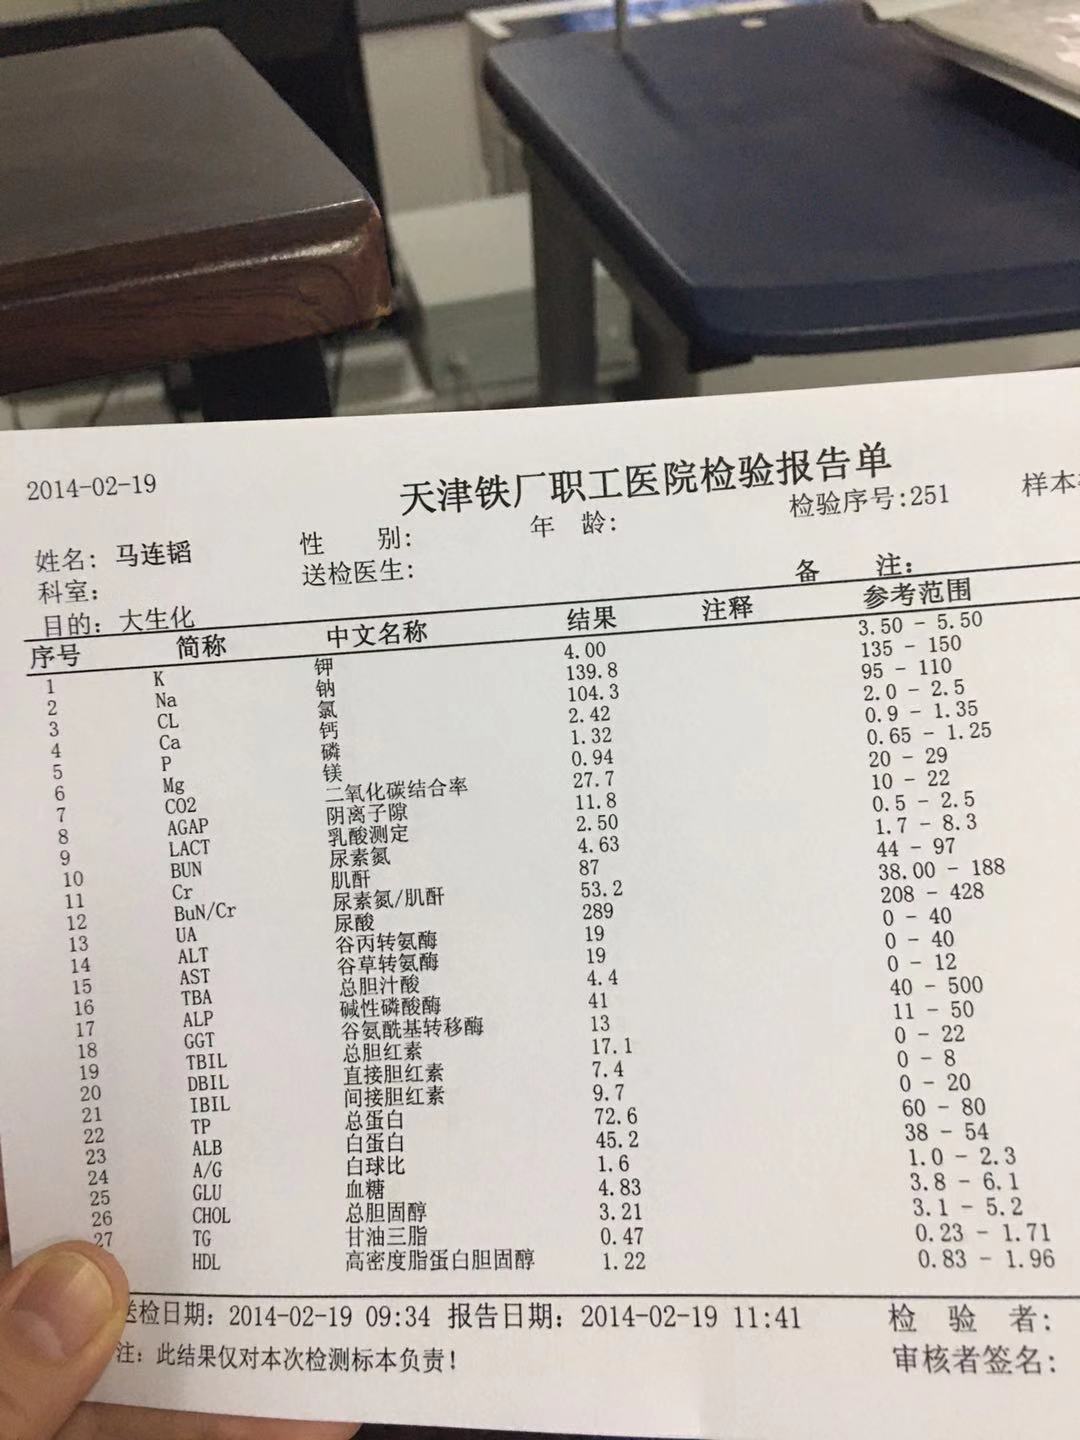 2014-02-19
天津铁厂职工医院检验报告单
姓名: 马连韬 性 别: 年 龄: 检验序号:251 样本
科室: 送检医生: 备 注:
目的: 大生化
序号 简称 中文名称 结果 注释 参考范围
1 K 钾 4.00 3.50 - 5.50
2 Na 钠 139.8 135 - 150
3 CL 氯 104.3 95 - 110
4 Ca 钙 2.42 2.0 - 2.5
5 P 磷 1.32 0.9 - 1.35
6 Mg 镁 0.94 0.65 - 1.25
7 CO2 二氧化碳结合率 27.7 20 - 29
8 AGAP 阴离子隙 11.8 10 - 22
9 LACT 乳酸测定 2.50 0.5 - 2.5
10 BUN 尿素氮 4.63 1.7 - 8.3
11 Cr 肌酐 87 44 - 97
12 BuN/Cr 尿素氮/肌酐 53.2 38.00 - 188
13 UA 尿酸 289 208 - 428
14 ALT 谷丙转氨酶 19 0 - 40
15 AST 谷草转氨酶 19 0 - 40
16 TBA 总胆汁酸 4.4 0 - 12
17 ALP 碱性磷酸酶 41 40 - 500
18 GGT 谷氨酰基转移酶 13 11 - 50
19 TBIL 总胆红素 17.1 0 - 22
20 DBIL 直接胆红素 7.4 0 - 8
21 IBIL 间接胆红素 9.7 0 - 20
22 TP 总蛋白 72.6 60 - 80
23 ALB 白蛋白 45.2 38 - 54
24 A/G 白球比 1.6 1.0 - 2.3
25 GLU 血糖 4.83 3.8 - 6.1
26 CHOL 总胆固醇 3.21 3.1 - 5.2
27 TG 甘油三脂 0.47 0.23 - 1.71
HDL 高密度脂蛋白胆固醇 1.22 0.83 - 1.96
送检日期: 2014-02-19 09:34 报告日期: 2014-02-19 11:41 检 验 者:
注: 此结果仅对本次检测标本负责! 审核者签名: